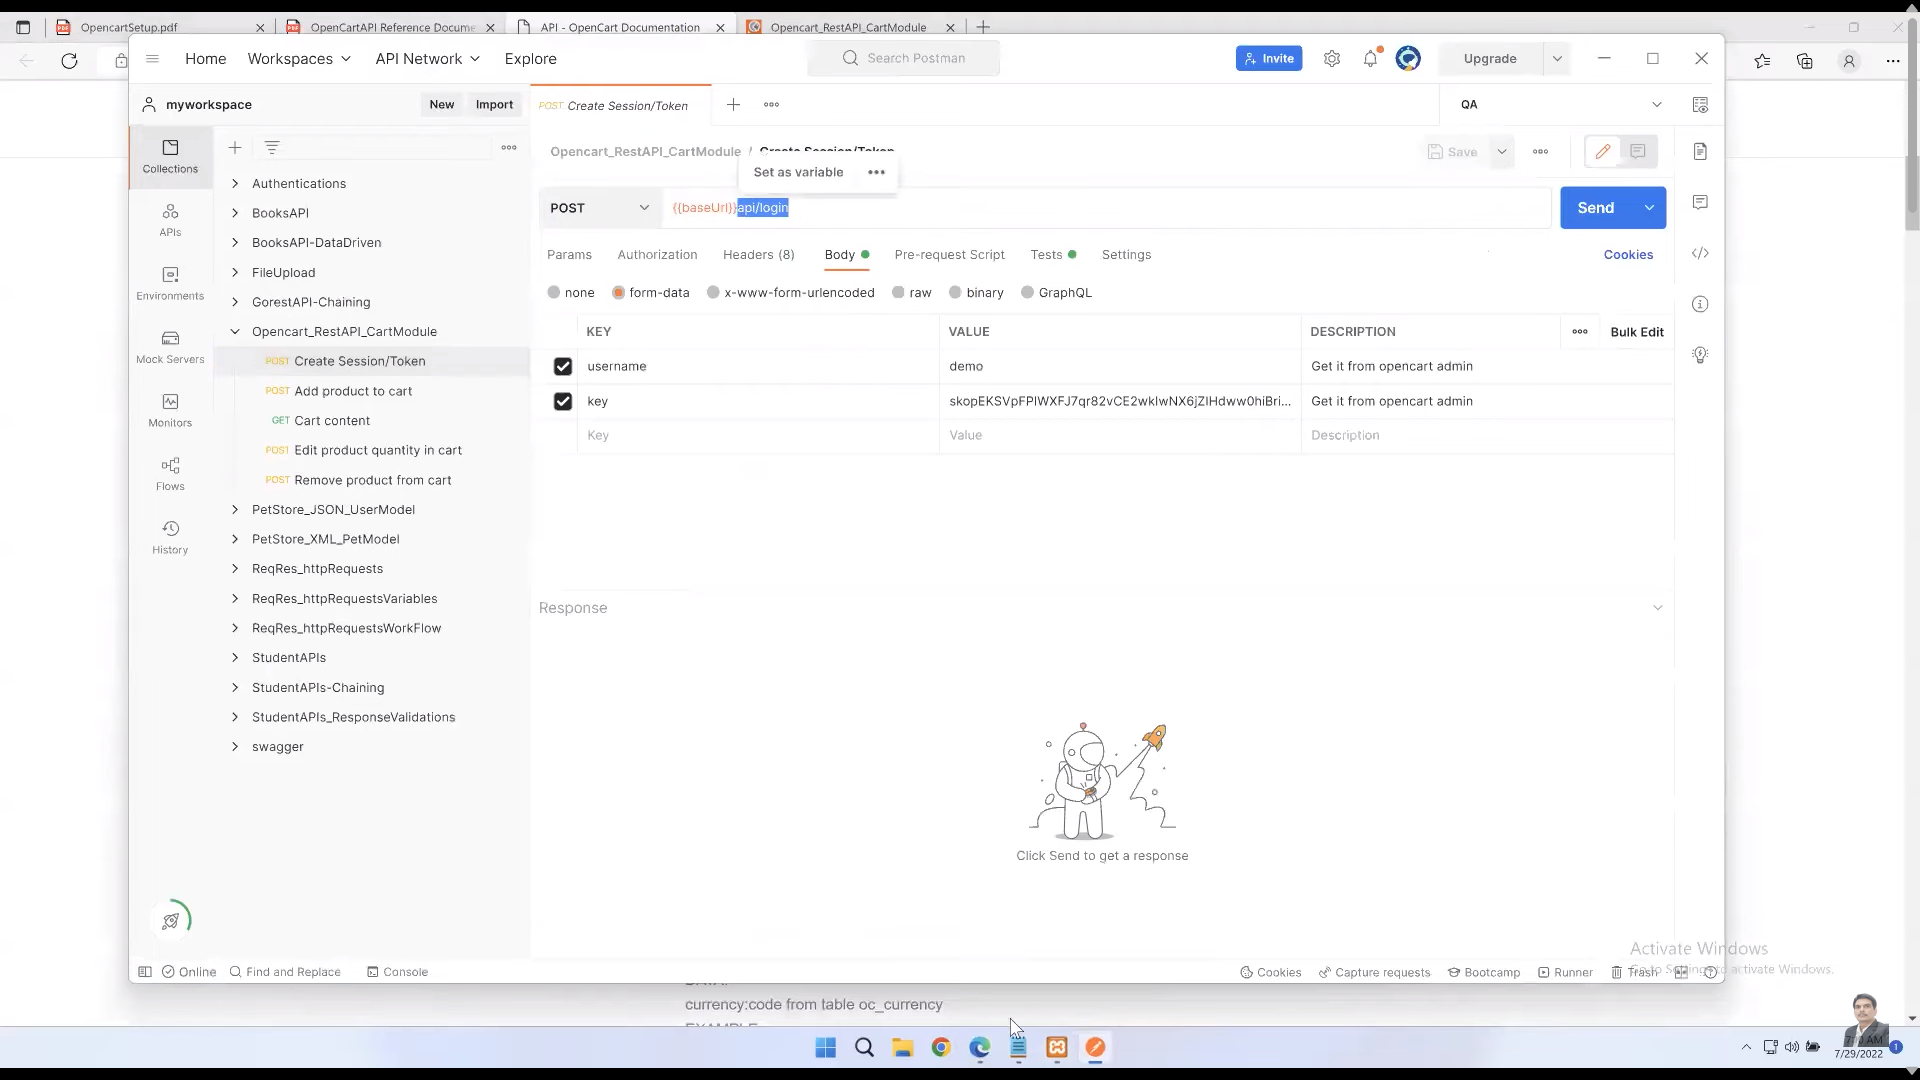 OpencartSetup.pdf
OpenCartAPI Reference Docume
API - OpenCart Documentation
Opencart_RestAPI_CartModule
Home
Workspaces
API Network
Explore
Search Postman
Invite
Upgrade
myworkspace
New
Import
POST Create Session/Token
QA
Opencart_RestAPI_CartModule / Create Session/Token
Save
Set as variable
POST
{{baseUrl}}api/login
Send
Params
Authorization
Headers (8)
Body
Pre-request Script
Tests
Settings
Cookies
none
form-data
x-www-form-urlencoded
raw
binary
GraphQL
KEY
VALUE
DESCRIPTION
Bulk Edit
username
demo
Get it from opencart admin
key
Get it from opencart admin
Key
Value
Description
Collections
APIs
Environments
Mock Servers
Monitors
Flows
History
Authentications
BooksAPI
BooksAPI-DataDriven
FileUpload
GorestAPI-Chaining
Opencart_RestAPI_CartModule
POST Create Session/Token
POST Add product to cart
GET Cart content
POST Edit product quantity in cart
POST Remove product from cart
PetStore_JSON_UserModel
PetStore_XML_PetModel
ReqRes_httpRequests
ReqRes_httpRequestsVariables
ReqRes_httpRequestsWorkFlow
StudentAPIs
StudentAPIs-Chaining
StudentAPIs_ResponseValidations
swagger
Response
Click Send to get a response
Activate Windows
Go to Settings to activate Windows.
Online
Find and Replace
Console
Cookies
Capture requests
Bootcamp
Runner
Trash
DATA:
currency:code from table oc_currency
EXAMPLE
7/29/2022
1